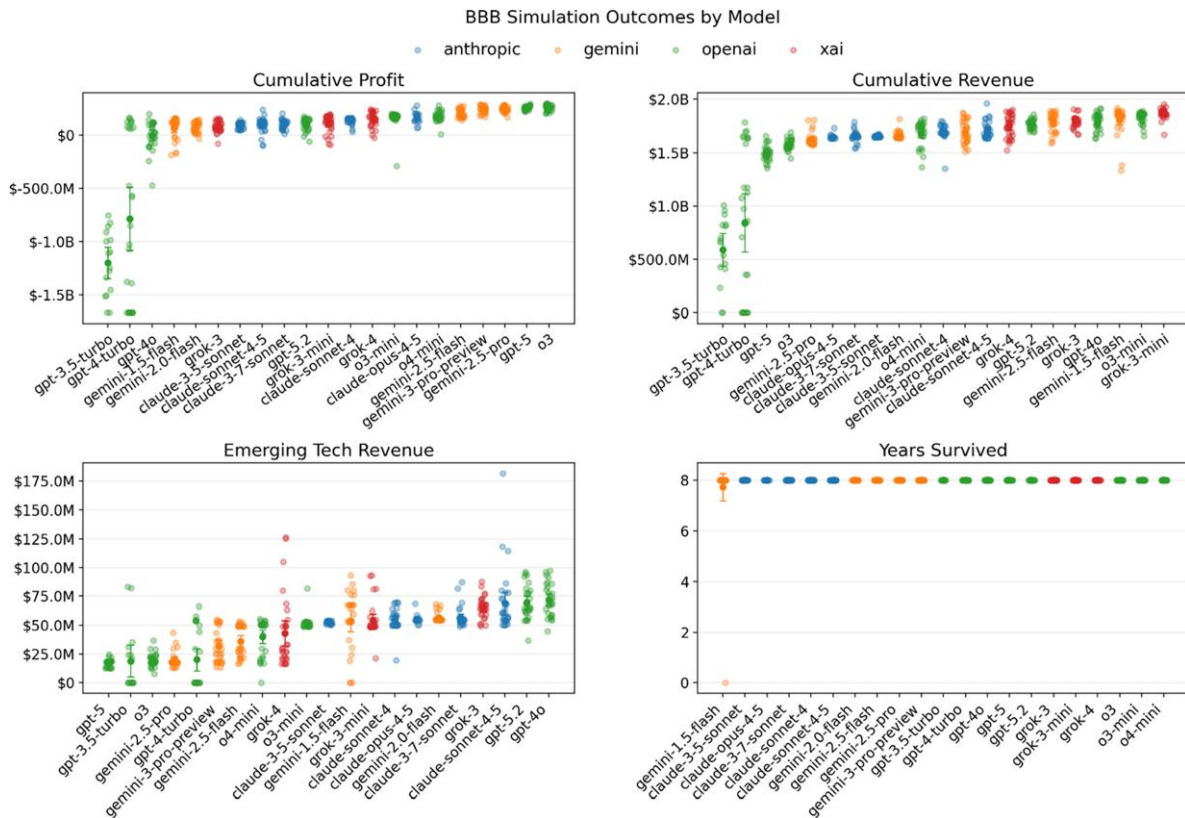 BBB Simulation Outcomes by Model
anthropic gemini openai xai
Cumulative Profit
$0
$-500.0M
$-1.0B
$-1.5B
gpt-3.5-turbo
gpt-4-turbo
gpt-4o
gemini-1.5-flash
gemini-2.0-flash
grok-3
claude-3-5-sonnet
claude-sonnet-4-5
claude-3-7-sonnet
gpt-5.2
grok-3-mini
claude-sonnet-4
grok-4
o3-mini
claude-opus-4-5
o4-mini
gemini-2.5-flash
gemini-3-pro-preview
gemini-2.5-pro
gpt-5
o3
Cumulative Revenue
$2.0B
$1.5B
$1.0B
$500.0M
$0
gpt-3.5-turbo
gpt-4-turbo
gpt-5
o3
gemini-2.5-pro
claude-opus-4-5
claude-3-7-sonnet
claude-3-5-sonnet
gemini-2.0-flash
o4-mini
claude-sonnet-4
gemini-3-pro-preview
claude-sonnet-4-5
grok-4
gpt-5.2
gemini-2.5-flash
grok-3
gpt-4o
gemini-1.5-flash
o3-mini
grok-3-mini
Emerging Tech Revenue
$175.0M
$150.0M
$125.0M
$100.0M
$75.0M
$50.0M
$25.0M
$0
gpt-5
gpt-3.5-turbo
o3
gemini-2.5-pro
gpt-4-turbo
gemini-3-pro-preview
gemini-2.5-flash
o4-mini
grok-4
o3-mini
claude-3-5-sonnet
gemini-1.5-flash
grok-3-mini
claude-sonnet-4
claude-opus-4-5
gemini-2.0-flash
claude-3-7-sonnet
grok-3
claude-sonnet-4-5
gpt-5.2
gpt-4o
Years Survived
8
6
4
2
0
gemini-1.5-flash
claude-3-5-sonnet
claude-opus-4-5
claude-3-7-sonnet
claude-sonnet-4
claude-sonnet-4-5
gemini-2.0-flash
gemini-2.5-flash
gemini-2.5-pro
gemini-3-pro-preview
gpt-3.5-turbo
gpt-4-turbo
gpt-4o
gpt-5
gpt-5.2
grok-3
grok-3-mini
grok-4
o3
o3-mini
o4-mini